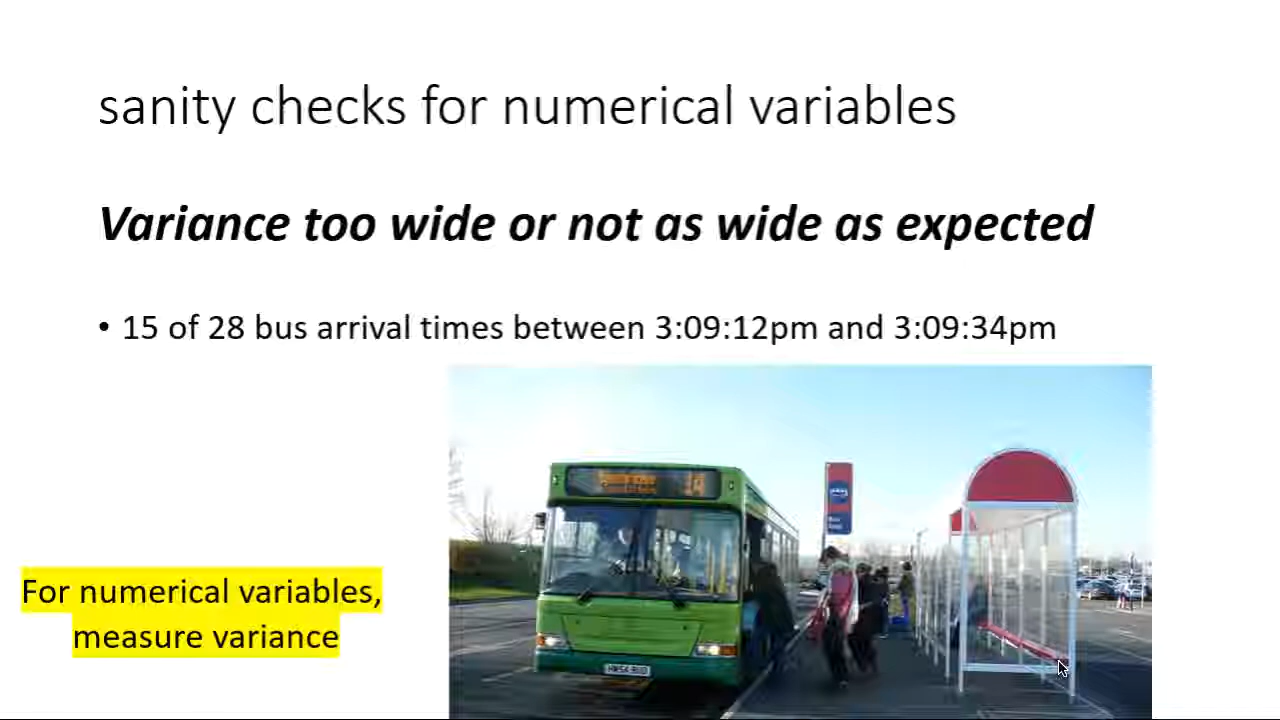 sanity checks for numerical variables
Variance too wide or not as wide as expected
• 15 of 28 bus arrival times between 3:09:12pm and 3:09:34pm
For numerical variables,
measure variance